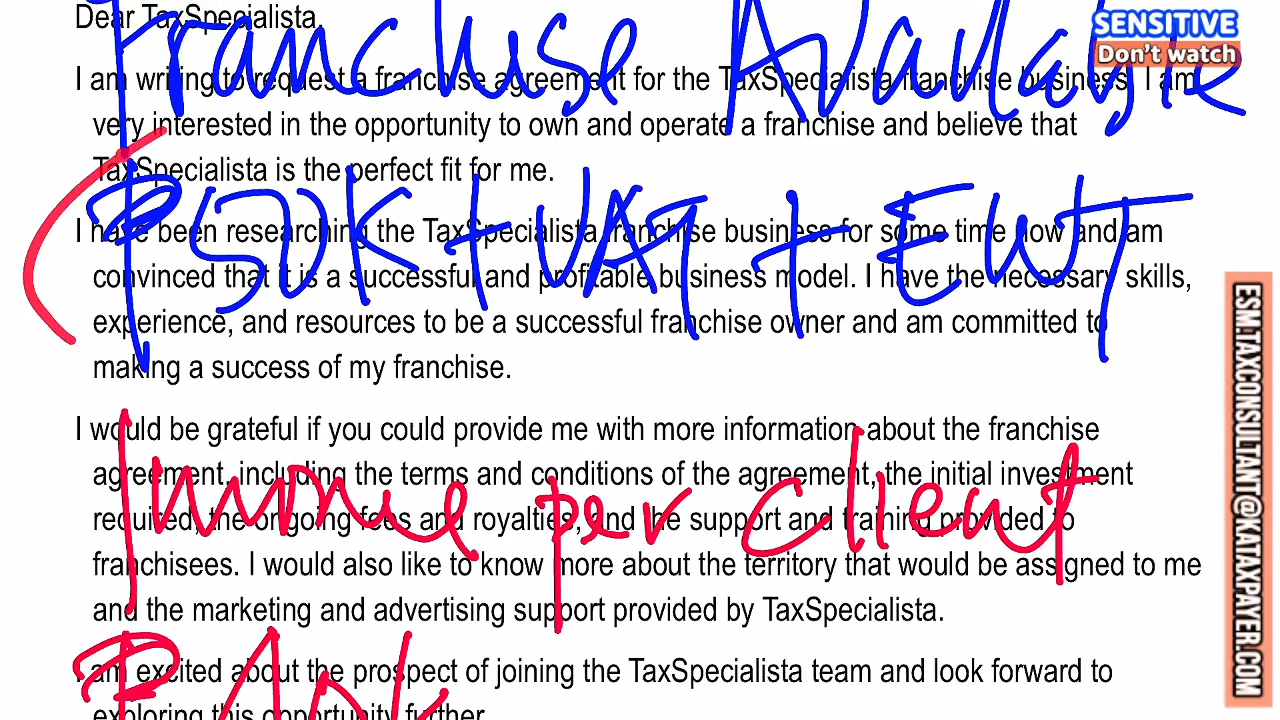 Dear TaxSpecialista,
Franchise Available
SENSITIVE
Don't watch
I am writing to request a franchise agreement for the TaxSpecialista franchise business. I am
very interested in the opportunity to own and operate a franchise and believe that
TaxSpecialista is the perfect fit for me.
₱50K + VAT + EWT
I have been researching the TaxSpecialista franchise business for some time now and am
convinced that it is a successful and profitable business model. I have the necessary skills,
experience, and resources to be a successful franchise owner and am committed to
making a success of my franchise.
I would be grateful if you could provide me with more information about the franchise
agreement, including the terms and conditions of the agreement, the initial investment
Income per client
required, the ongoing fees and royalties, and the support and training provided to
franchisees. I would also like to know more about the territory that would be assigned to me
and the marketing and advertising support provided by TaxSpecialista.
₱10K
I am excited about the prospect of joining the TaxSpecialista team and look forward to
exploring this opportunity further.
ESM:TAXCONSULTANT@KATAXPAYER.COM